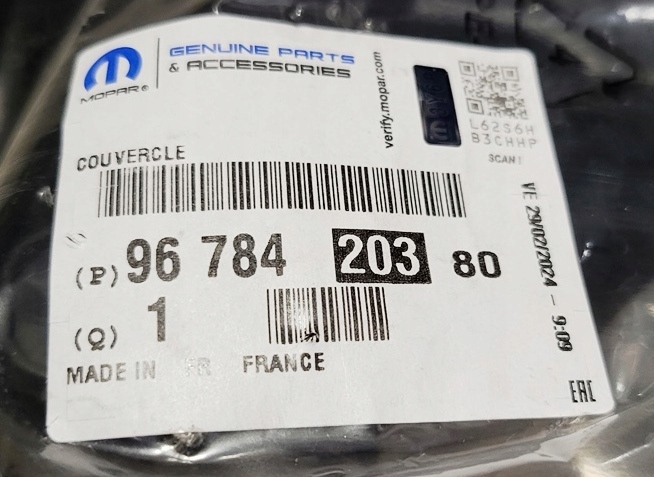 MOPAR®
GENUINE PARTS
& ACCESSORIES
verify.mopar.com
L62S6H
B3CHHP
SCAN!
COUVERCLE
(P) 96 784 203 80
(Q) 1
MADE IN FR FRANCE
VE 29/02/2024 - 9:09
EAC